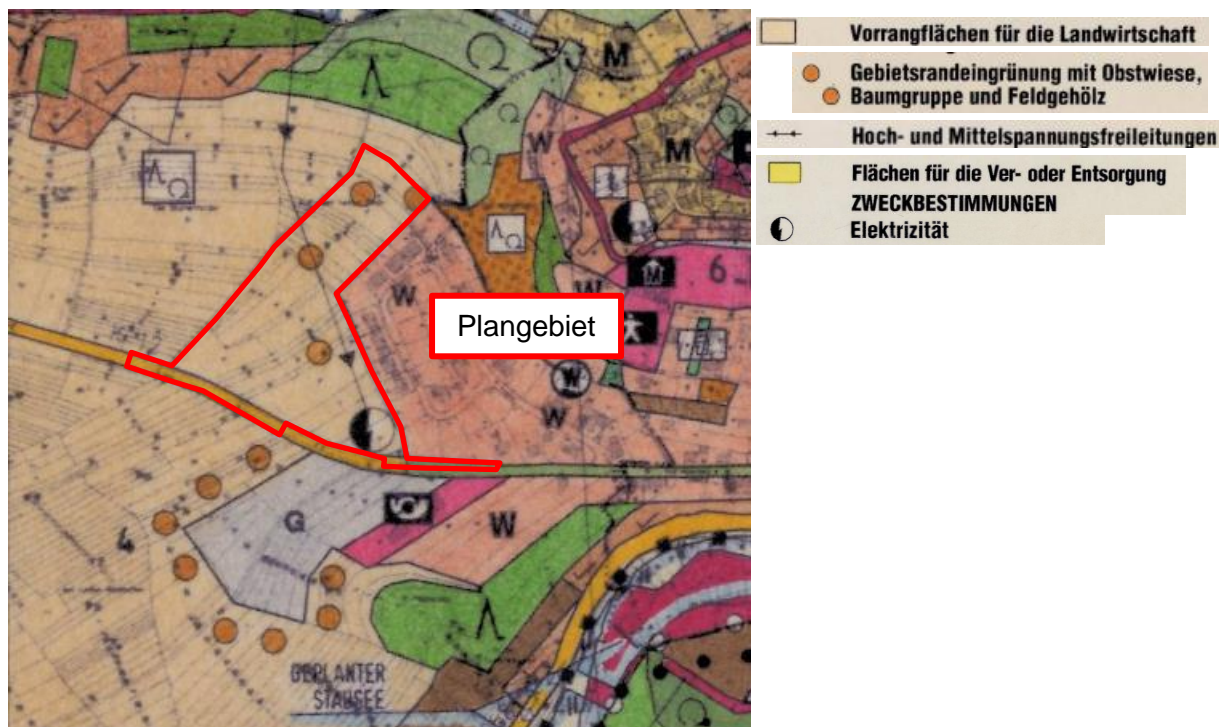 M
W
M
W
W
Plangebiet
6
M
W
W
W
G
4
GEPLANTER
STAUSEE
Vorrangflächen für die Landwirtschaft
Gebietsrandeingrünung mit Obstwiese,
Baumgruppe und Feldgehölz
Hoch- und Mittelspannungsfreileitungen
Flächen für die Ver- oder Entsorgung
ZWECKBESTIMMUNGEN
Elektrizität